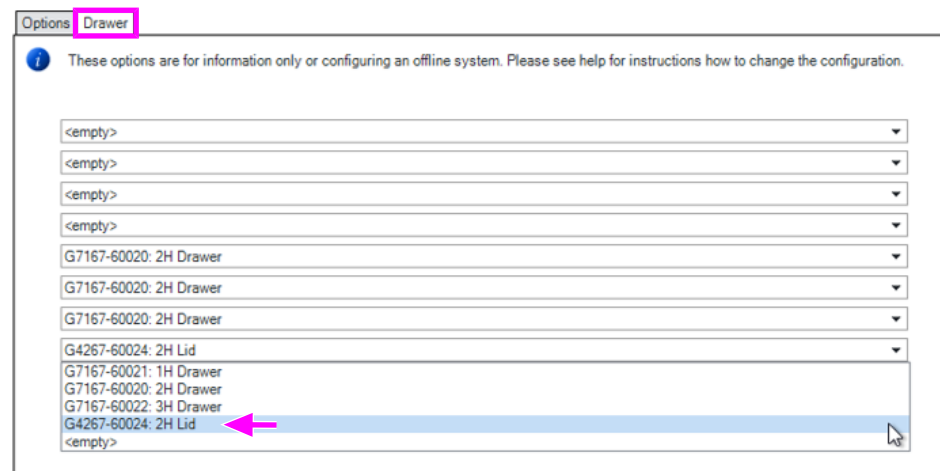 Options Drawer
These options are for information only or configuring an offline system. Please see help for instructions how to change the configuration.
<empty>
<empty>
<empty>
<empty>
G7167-60020: 2H Drawer
G7167-60020: 2H Drawer
G7167-60020: 2H Drawer
G4267-60024: 2H Lid
G7167-60021: 1H Drawer
G7167-60020: 2H Drawer
G7167-60022: 3H Drawer
G4267-60024: 2H Lid
<empty>